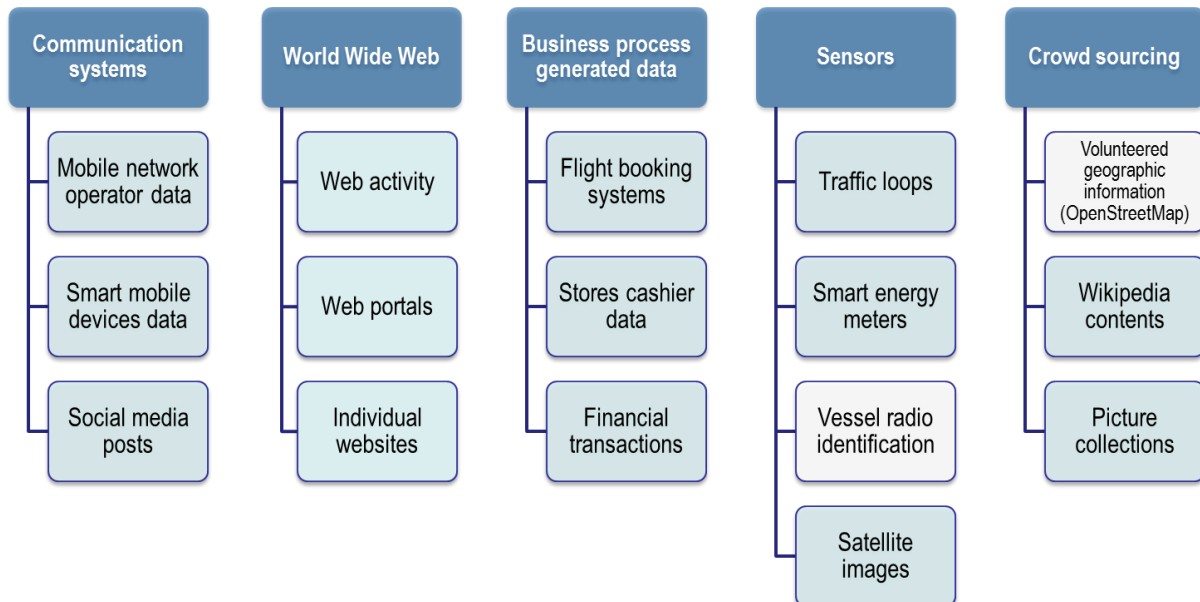 Communication
systems
Mobile network
operator data
Smart mobile
devices data
Social media
posts
World Wide Web
Web activity
Web portals
Individual
websites
Business process
generated data
Flight booking
systems
Stores cashier
data
Financial
transactions
Sensors
Traffic loops
Smart energy
meters
Vessel radio
identification
Satellite
images
Crowd sourcing
Volunteered
geographic
information
(OpenStreetMap)
Wikipedia
contents
Picture
collections